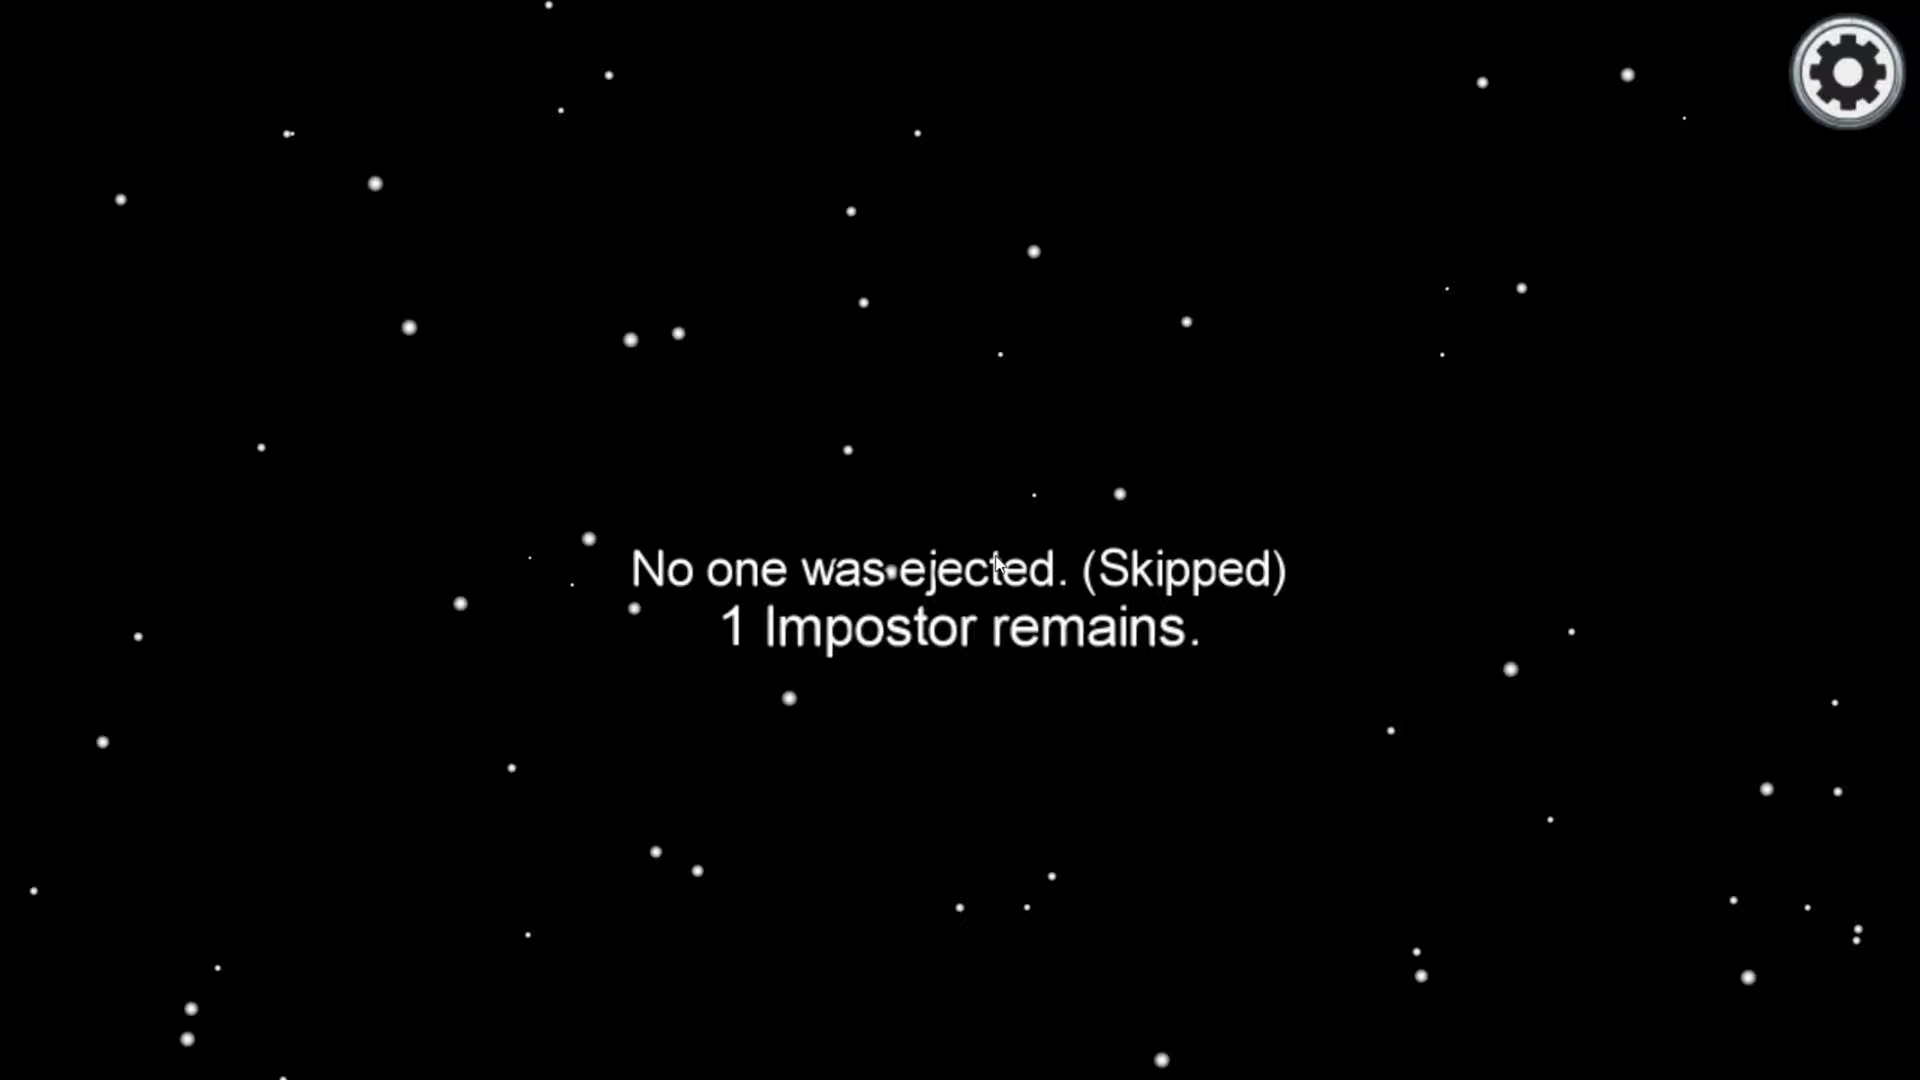 No one was ejected. (Skipped)
1 Impostor remains.